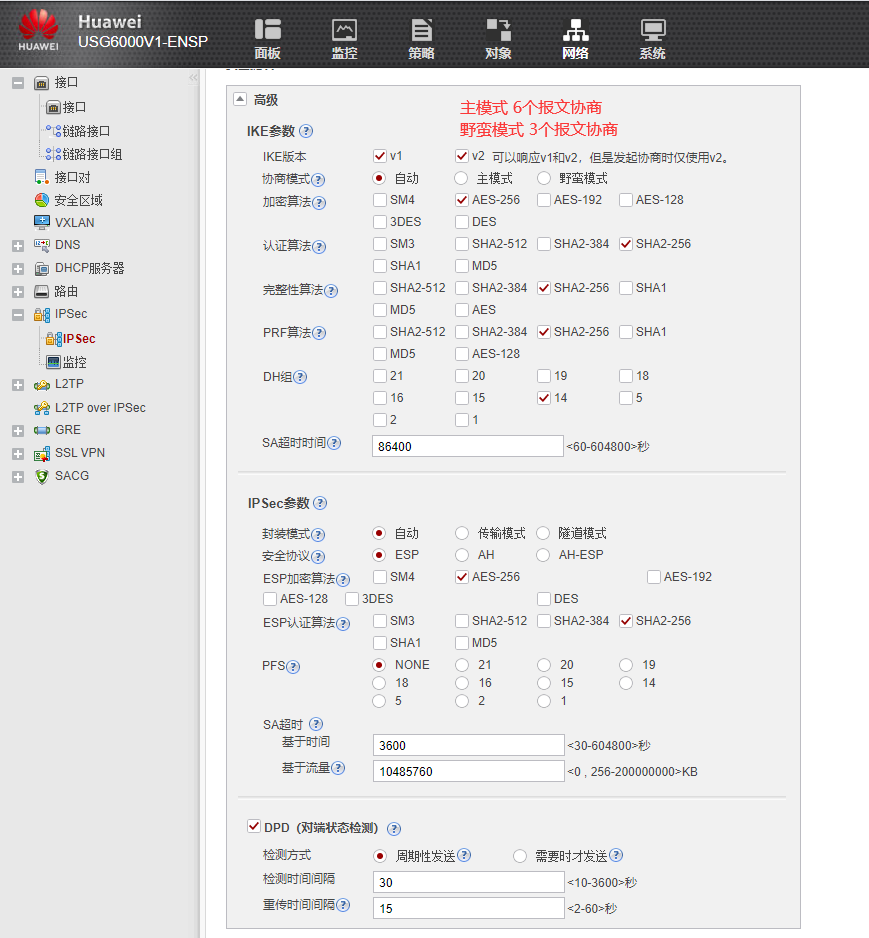 HUAWEI
Huawei
USG6000V1-ENSP
面板 监控 策略 对象 网络 系统
接口
接口
链路接口
链路接口组
接口对
安全区域
VXLAN
DNS
DHCP服务器
路由
IPSec
IPSec
监控
L2TP
L2TP over IPSec
GRE
SSL VPN
SACG
高级
主模式 6个报文协商
野蛮模式 3个报文协商
IKE参数
IKE版本 v1 v2 可以响应v1和v2，但是发起协商时仅使用v2。
协商模式 自动 主模式 野蛮模式
加密算法 SM4 AES-256 AES-192 AES-128
3DES DES
认证算法 SM3 SHA2-512 SHA2-384 SHA2-256
SHA1 MD5
完整性算法 SHA2-512 SHA2-384 SHA2-256 SHA1
MD5 AES
PRF算法 SHA2-512 SHA2-384 SHA2-256 SHA1
MD5 AES-128
DH组 21 20 19 18
16 15 14 5
2 1
SA超时时间 86400 <60-604800>秒
IPSec参数
封装模式 自动 传输模式 隧道模式
安全协议 ESP AH AH-ESP
ESP加密算法 SM4 AES-256 AES-192
AES-128 3DES DES
ESP认证算法 SM3 SHA2-512 SHA2-384 SHA2-256
SHA1 MD5
PFS NONE 21 20 19
18 16 15 14
5 2 1
SA超时
基于时间 3600 <30-604800>秒
基于流量 10485760 <0 , 256-200000000>KB
DPD（对端状态检测）
检测方式 周期性发送 需要时才发送
检测时间间隔 30 <10-3600>秒
重传时间间隔 15 <2-60>秒